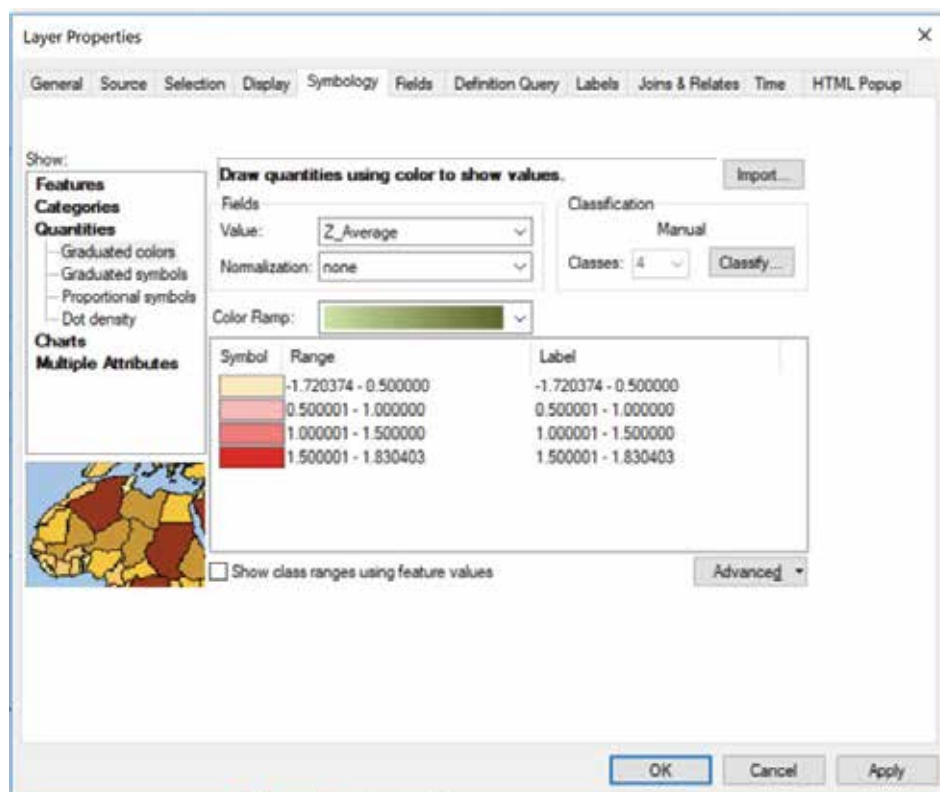 Layer Properties
General Source Selection Display Symbology Fields Definition Query Labels Joins & Relates Time HTML Popup
Show:
Features
Categories
Quantities
Graduated colors
Graduated symbols
Proportional symbols
Dot density
Charts
Multiple Attributes
Draw quantities using color to show values.
Import...
Fields
Value: Z_Average
Normalization: none
Classification
Manual
Classes: 4 Classify...
Color Ramp:
Symbol Range Label
-1.720374 - 0.500000 -1.720374 - 0.500000
0.500001 - 1.000000 0.500001 - 1.000000
1.000001 - 1.500000 1.000001 - 1.500000
1.500001 - 1.830403 1.500001 - 1.830403
Show class ranges using feature values
Advanced
OK Cancel Apply